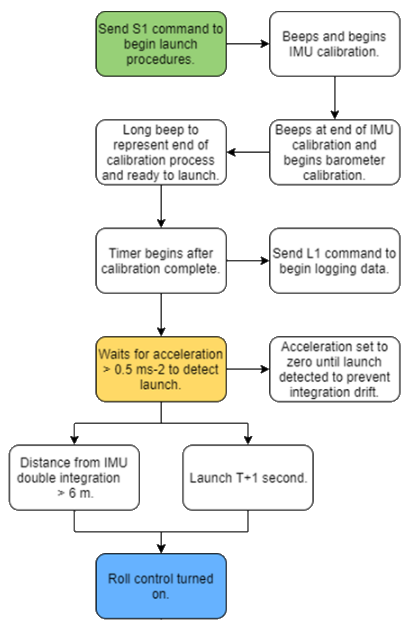 Send S1 command to
begin launch
procedures.
Beeps and begins
IMU calibration.
Long beep to
represent end of
calibration process
and ready to launch.
Beeps at end of IMU
calibration and
begins barometer
calibration.
Timer begins after
calibration complete.
Send L1 command to
begin logging data.
Waits for acceleration
> 0.5 ms-2 to detect
launch.
Acceleration set to
zero until launch
detected to prevent
integration drift.
Distance from IMU
double integration
> 6 m.
Launch T+1 second.
Roll control turned
on.